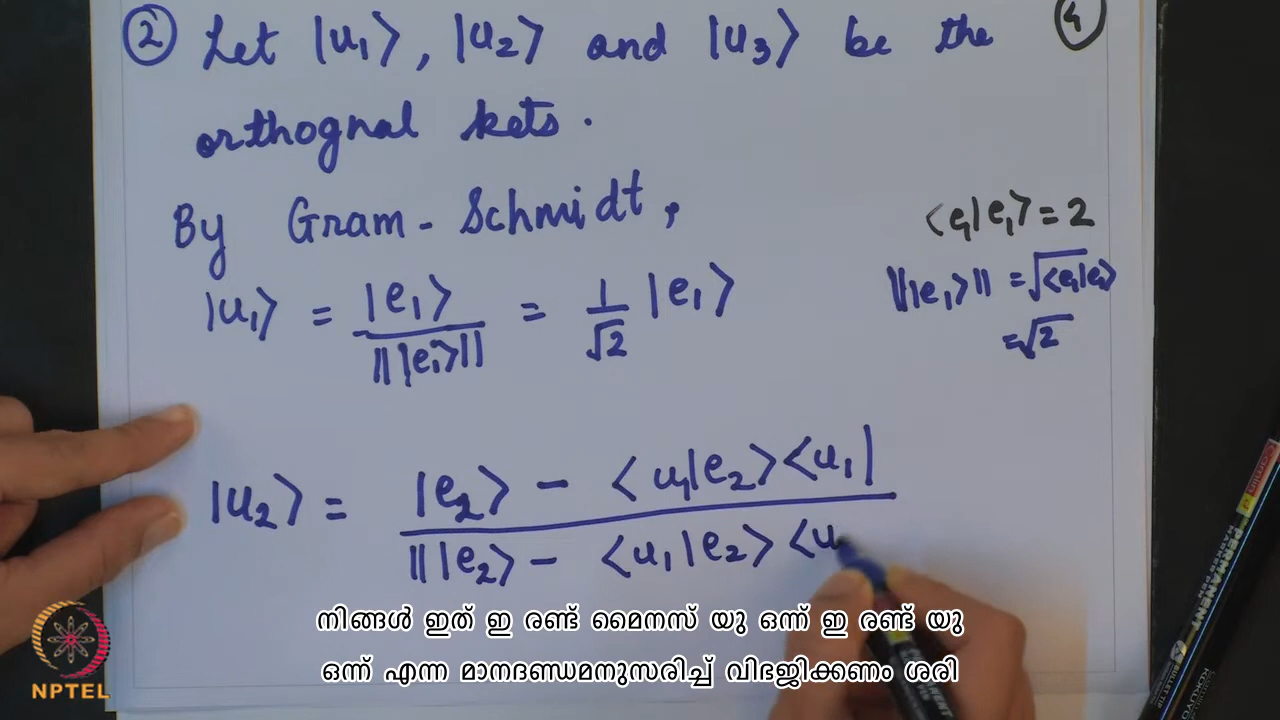 ② Let |u₁⟩, |u₂⟩ and |u₃⟩ be the
④
orthognal kets.
By Gram-Schmidt,
⟨e₁|e₁⟩ = 2
|||e₁⟩|| = √⟨e₁|e₁⟩
= √2
|u₁⟩ = |e₁⟩ / |||e₁⟩|| = 1/√2 |e₁⟩
|u₂⟩ = |e₂⟩ - ⟨u₁|e₂⟩⟨u₁|
|||e₂⟩ - ⟨u₁|e₂⟩⟨u
നിങ്ങൾ ഇത് ഇ രണ്ട് മൈനസ് യു ഒന്ന് ഇ രണ്ട് യു
ഒന്ന് എന്ന മാനദണ്ഡമനുസരിച്ച് വിഭജിക്കണം ശരി
NPTEL